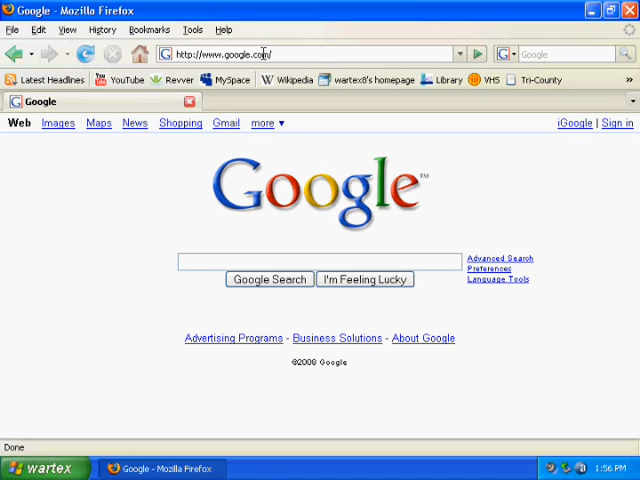 Google - Mozilla Firefox
File Edit View History Bookmarks Tools Help
http://www.google.com/ Google
Latest Headlines YouTube Revver MySpace Wikipedia wartex8's homepage Library VHS Tri-County
Google
Web Images Maps News Shopping Gmail more ▼ iGoogle | Sign in
Google™
Advanced Search
Preferences
Google Search I'm Feeling Lucky Language Tools
Advertising Programs - Business Solutions - About Google
©2008 Google
Done
wartex Google - Mozilla Firefox 1:56 PM